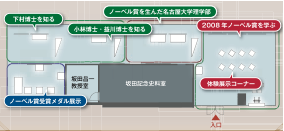 ノーベル賞を生んだ名古屋大学理学部
下村博士を知る
2008年ノーベル賞を学ぶ
小林博士・益川博士を知る
坂田昌一
教授室
坂田記念史料室
体験展示コーナー
ノーベル賞受賞メダル展示
入口